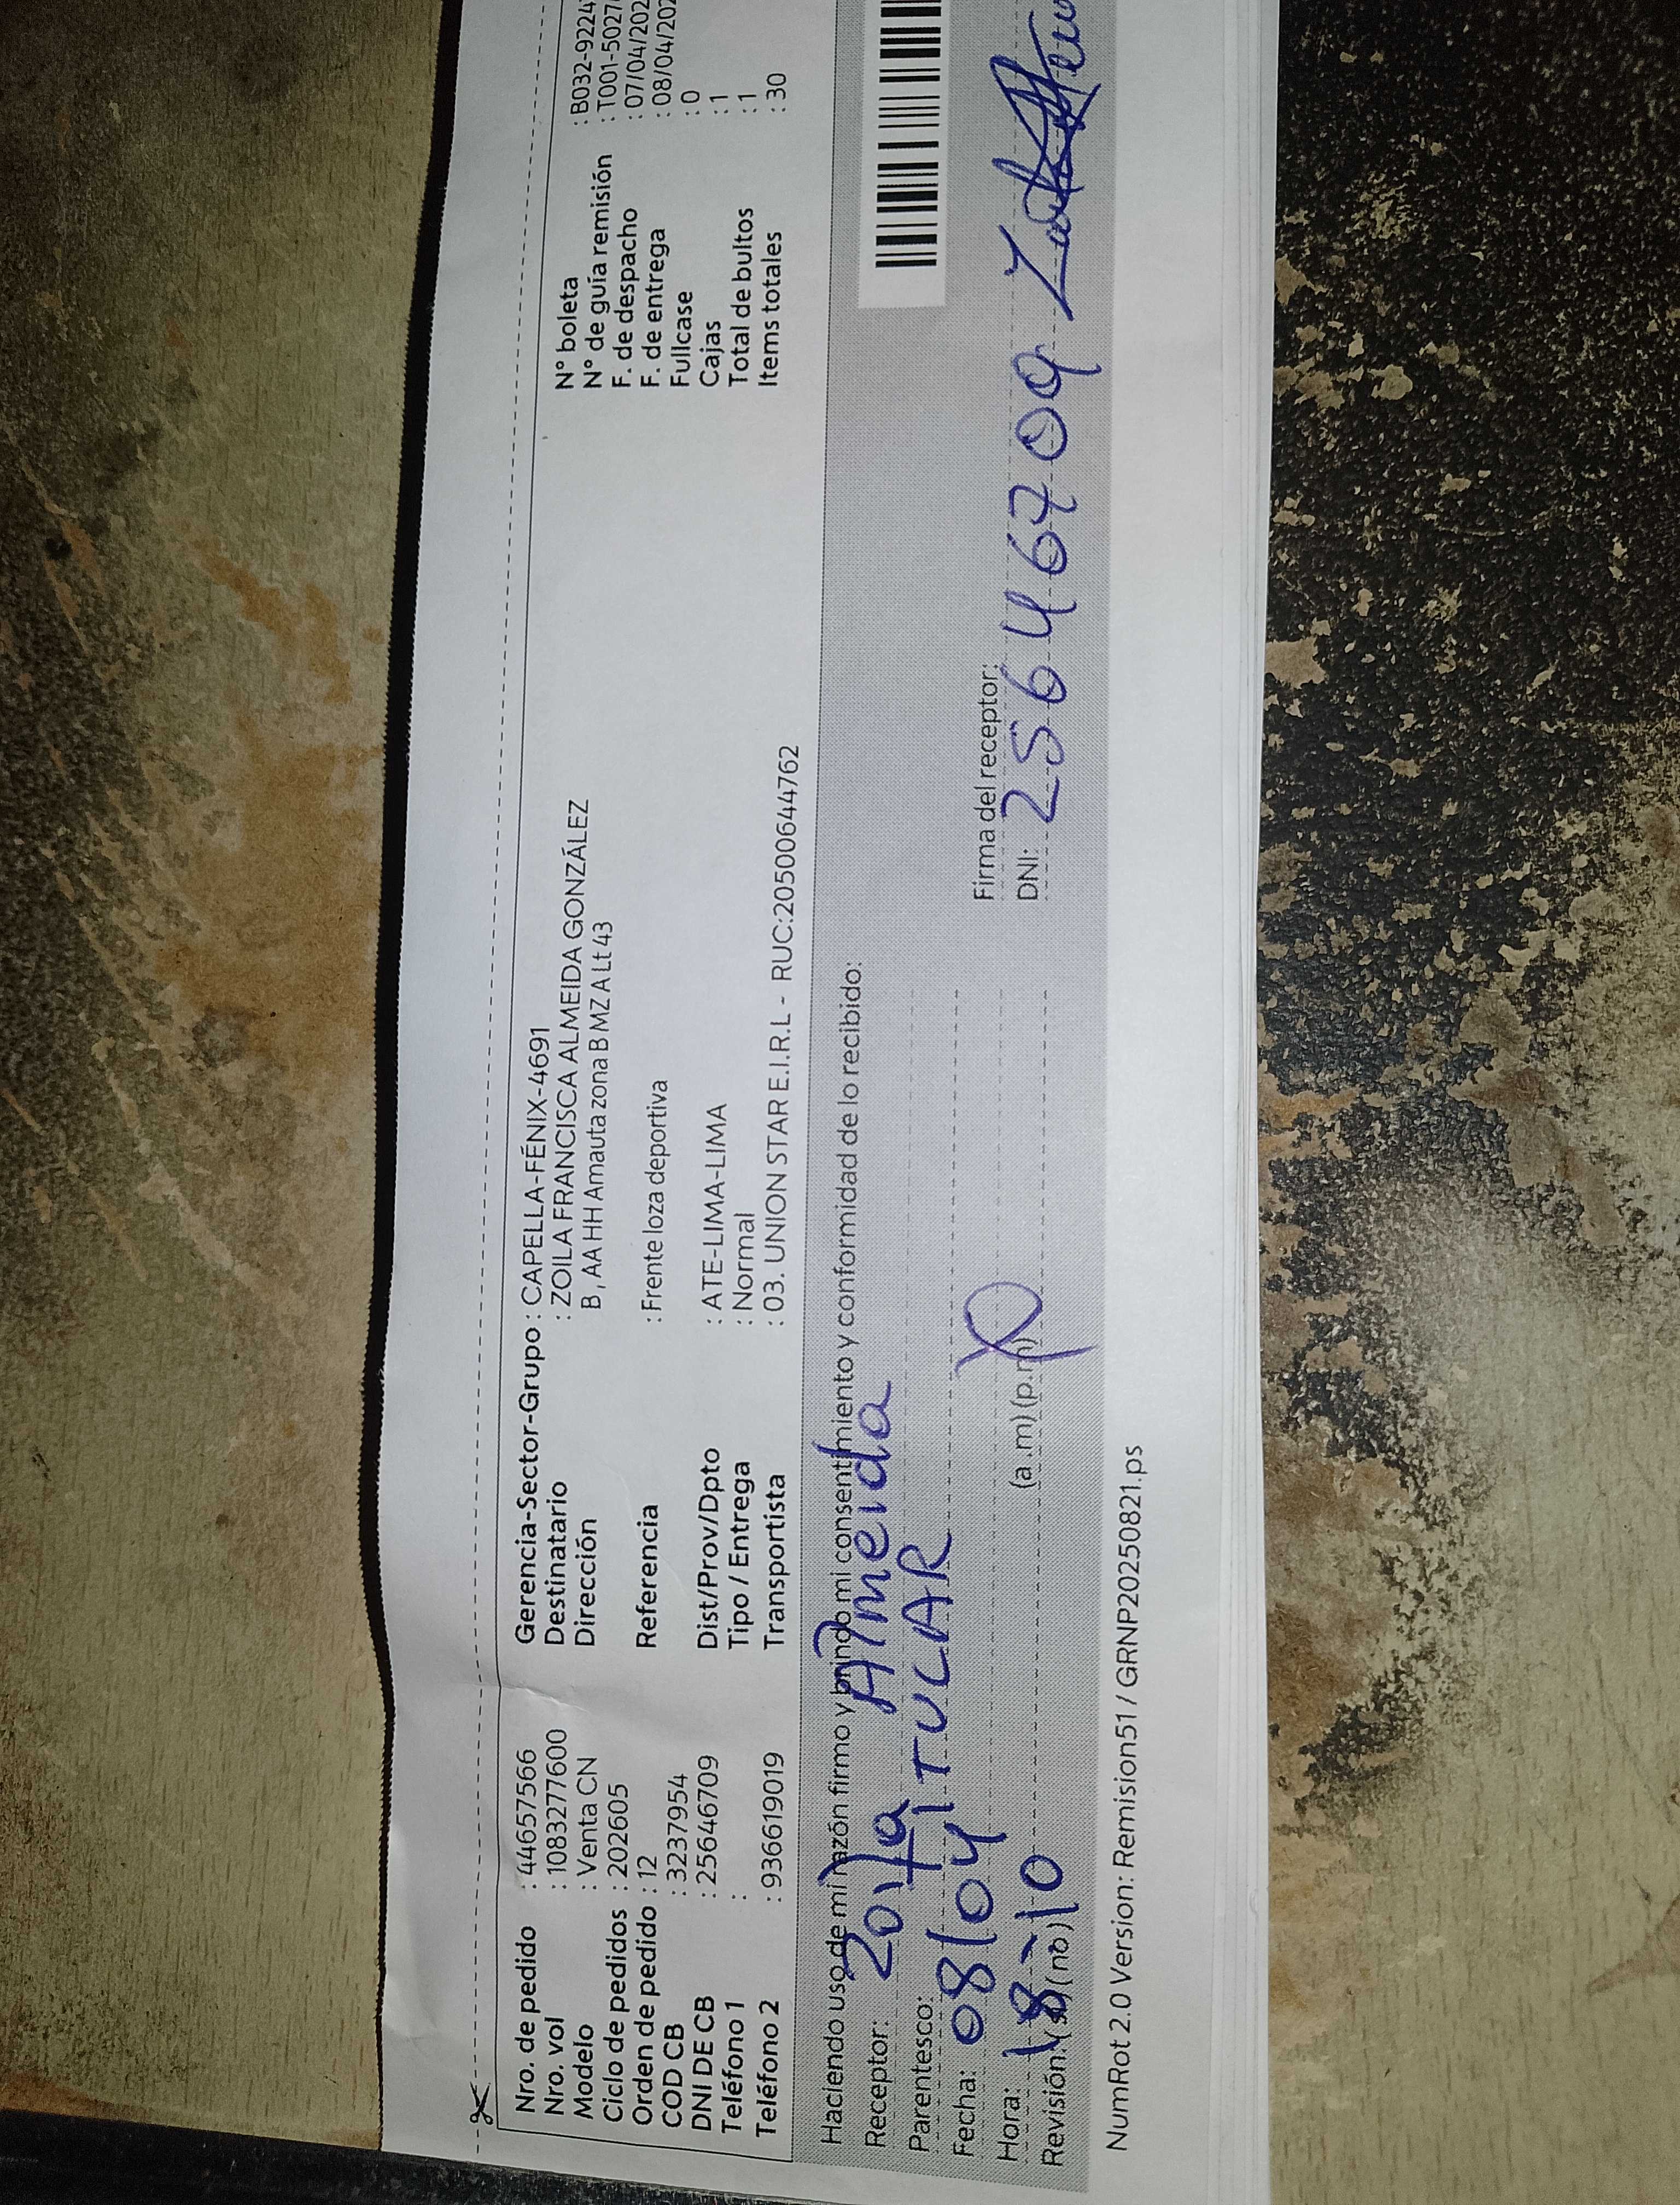 Nro. de pedido : 44657566
Nro. vol : 1083277600
Modelo : Venta CN
Ciclo de pedidos : 202605
Orden de pedido : 12
COD CB : 3237954
DNI DE CB : 25646709
Teléfono 1 :
Teléfono 2 : 936619019
Gerencia-Sector-Grupo : CAPELLA-FÉNIX-4691
Destinatario : ZOILA FRANCISCA ALMEIDA GONZÁLEZ
Dirección B , AA HH Amauta zona B MZ A Lt 43
Referencia : Frente loza deportiva
Dist/Prov/Dpto : ATE-LIMA-LIMA
Tipo / Entrega : Normal
Transportista : 03. UNION STAR E.I.R.L - RUC:20500644762
N° boleta : B032-9224
N° de guía remisión : T001-5027
F. de despacho : 07/04/202
F. de entrega : 08/04/202
Fullcase : 0
Cajas : 1
Total de bultos : 1
Items totales : 30
Haciendo uso de mi razón firmo y brindo mi consentimiento y conformidad de lo recibido:
Receptor: Zoila Almeida
Parentesco: TITULAR
Fecha: 08/04/
Hora: 18:10 (a.m) (p.m)
Revisión: (si) (no)
Firma del receptor:
DNI: 25646709
NumRot 2.0 Version: Remision51 / GRNP20250821.ps